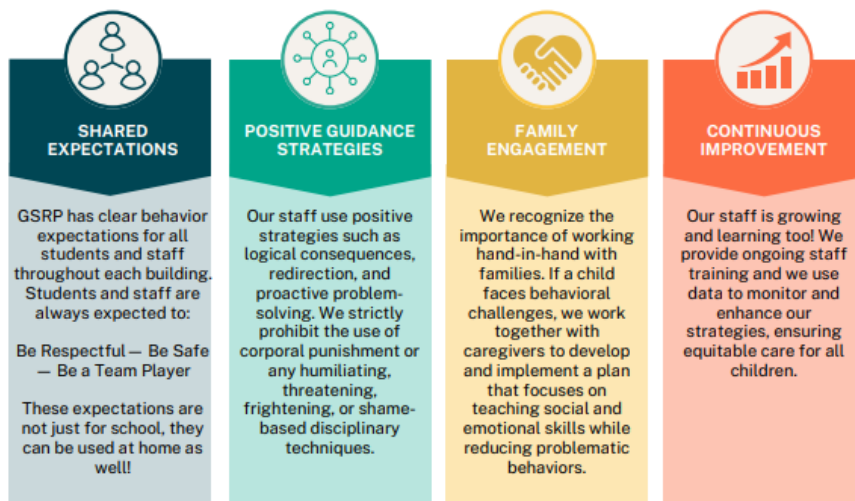 SHARED
EXPECTATIONS
GSRP has clear behavior
expectations for all
students and staff
throughout each building.
Students and staff are
always expected to:
Be Respectful — Be Safe
— Be a Team Player
These expectations are
not just for school, they
can be used at home as
well!
POSITIVE GUIDANCE
STRATEGIES
Our staff use positive
strategies such as
logical consequences,
redirection, and
proactive problem-
solving. We strictly
prohibit the use of
corporal punishment or
any humiliating,
threatening,
frightening, or shame-
based disciplinary
techniques.
FAMILY
ENGAGEMENT
We recognize the
importance of working
hand-in-hand with
families. If a child
faces behavioral
challenges, we work
together with
caregivers to develop
and implement a plan
that focuses on
teaching social and
emotional skills while
reducing problematic
behaviors.
CONTINUOUS
IMPROVEMENT
Our staff is growing
and learning too! We
provide ongoing staff
training and we use
data to monitor and
enhance our
strategies, ensuring
equitable care for all
children.